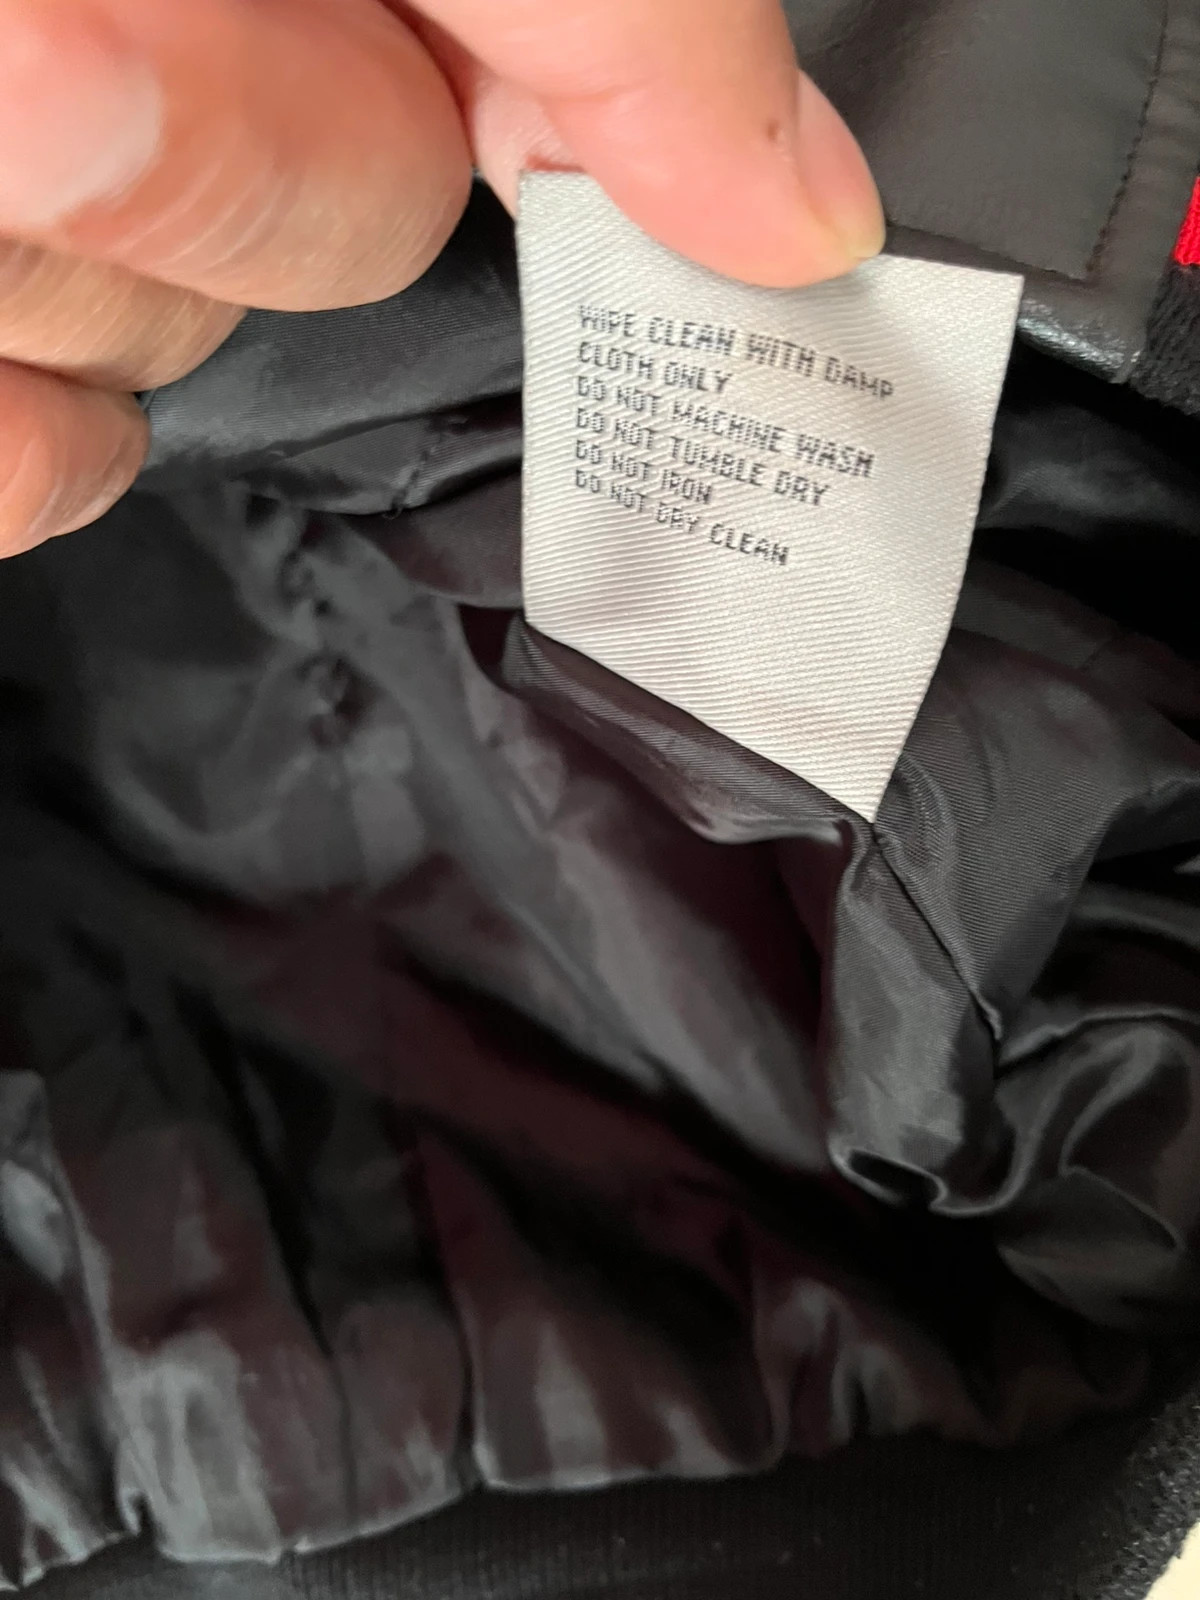 WIPE CLEAN WITH DAMP
CLOTH ONLY
DO NOT MACHINE WASH
DO NOT TUMBLE DRY
DO NOT IRON
DO NOT DRY CLEAN